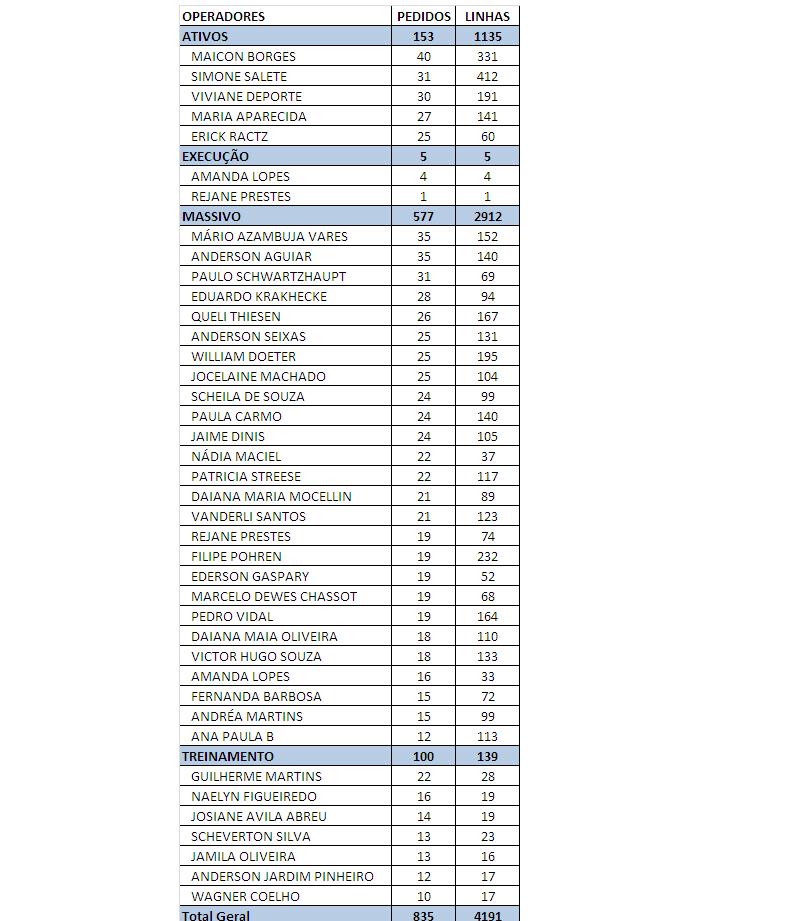 OPERADORES PEDIDOS LINHAS
ATIVOS 153 1135
MAICON BORGES 40 331
SIMONE SALETE 31 412
VIVIANE DEPORTE 30 191
MARIA APARECIDA 27 141
ERICK RACTZ 25 60
EXECUÇÃO 5 5
AMANDA LOPES 4 4
REJANE PRESTES 1 1
MASSIVO 577 2912
MÁRIO AZAMBUJA VARES 35 152
ANDERSON AGUIAR 35 140
PAULO SCHWARTZHAUPT 31 69
EDUARDO KRAKHECKE 28 94
QUELI THIESEN 26 167
ANDERSON SEIXAS 25 131
WILLIAM DOETER 25 195
JOCELAINE MACHADO 25 104
SCHEILA DE SOUZA 24 99
PAULA CARMO 24 140
JAIME DINIS 24 105
NÁDIA MACIEL 22 37
PATRICIA STREESE 22 117
DAIANA MARIA MOCELLIN 21 89
VANDERLI SANTOS 21 123
REJANE PRESTES 19 74
FILIPE POHREN 19 232
EDERSON GASPARY 19 52
MARCELO DEWES CHASSOT 19 68
PEDRO VIDAL 19 164
DAIANA MAIA OLIVEIRA 18 110
VICTOR HUGO SOUZA 18 133
AMANDA LOPES 16 33
FERNANDA BARBOSA 15 72
ANDRÉA MARTINS 15 99
ANA PAULA B 12 113
TREINAMENTO 100 139
GUILHERME MARTINS 22 28
NAELYN FIGUEIREDO 16 19
JOSIANE AVILA ABREU 14 19
SCHEVERTON SILVA 13 23
JAMILA OLIVEIRA 13 16
ANDERSON JARDIM PINHEIRO 12 17
WAGNER COELHO 10 17
Total Geral 835 4191